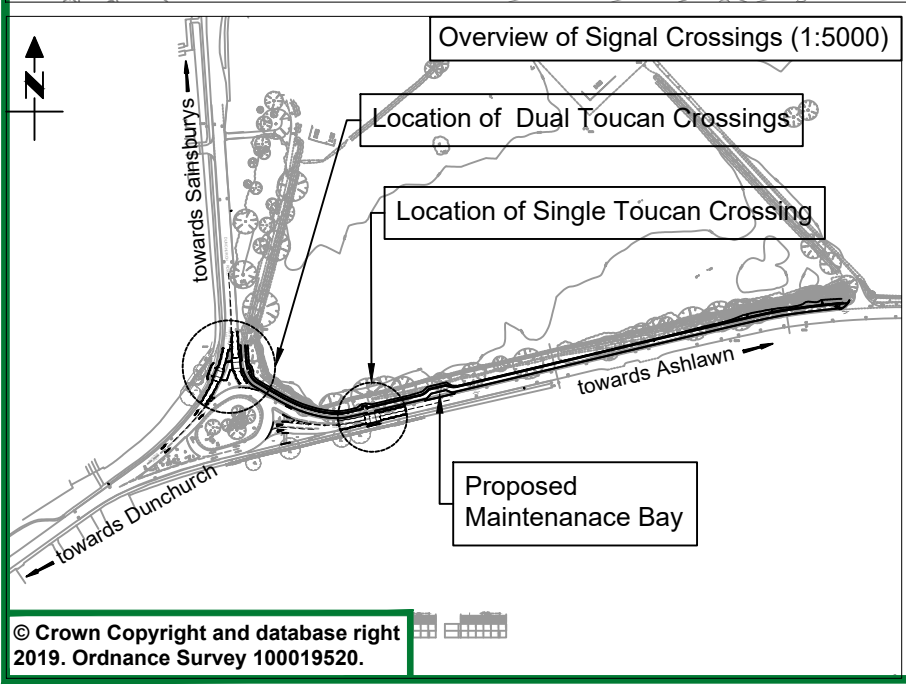 Overview of Signal Crossings (1:5000)
N
Location of Dual Toucan Crossings
towards Sainsburys
Location of Single Toucan Crossing
towards Ashlawn
Proposed
Maintenanace Bay
towards Dunchurch
© Crown Copyright and database right
2019. Ordnance Survey 100019520.